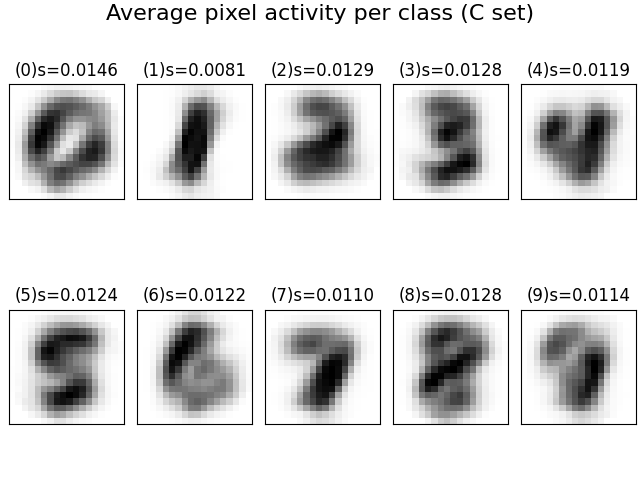 Average pixel activity per class (C set)
(0)s=0.0146 (1)s=0.0081 (2)s=0.0129 (3)s=0.0128 (4)s=0.0119
(5)s=0.0124 (6)s=0.0122 (7)s=0.0110 (8)s=0.0128 (9)s=0.0114